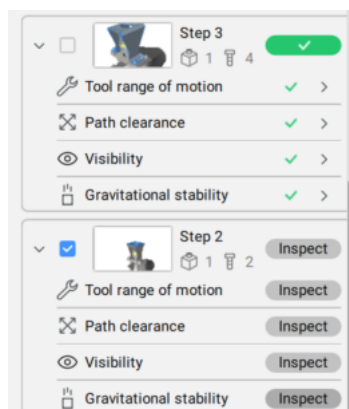 Step 3
1 4
Tool range of motion
Path clearance
Visibility
Gravitational stability
Step 2
Inspect
1 2
Tool range of motion Inspect
Path clearance Inspect
Visibility Inspect
Gravitational stability Inspect